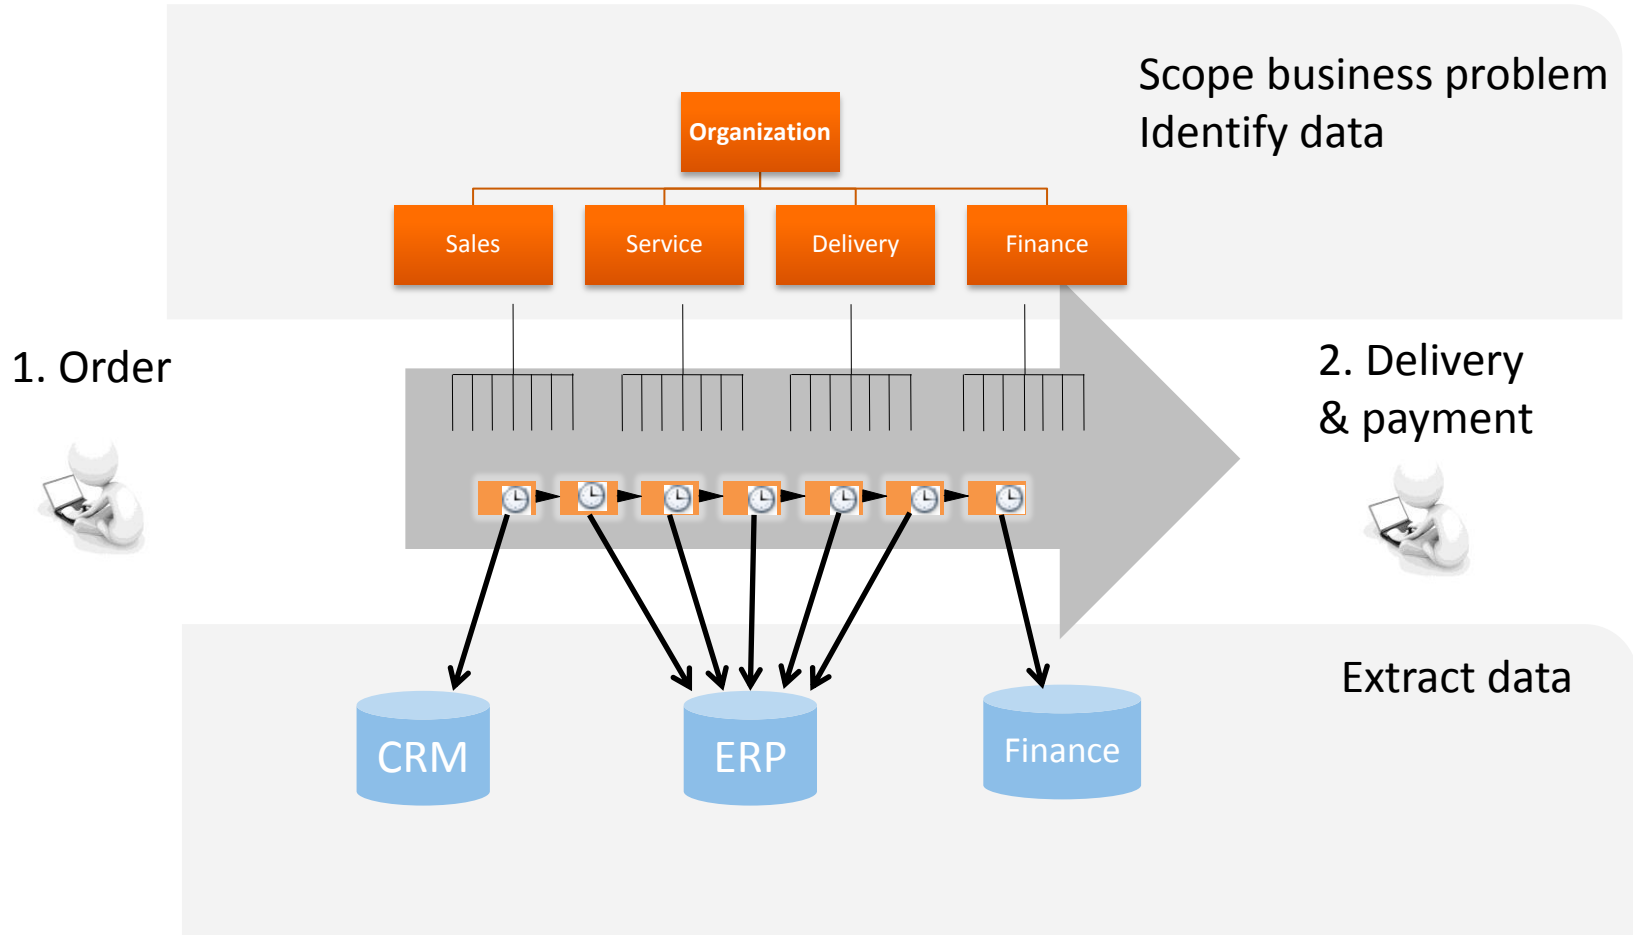 Scope business problem
Identify data
Organization
Sales
Service
Delivery
Finance
1. Order
2. Delivery
& payment
Extract data
CRM
ERP
Finance